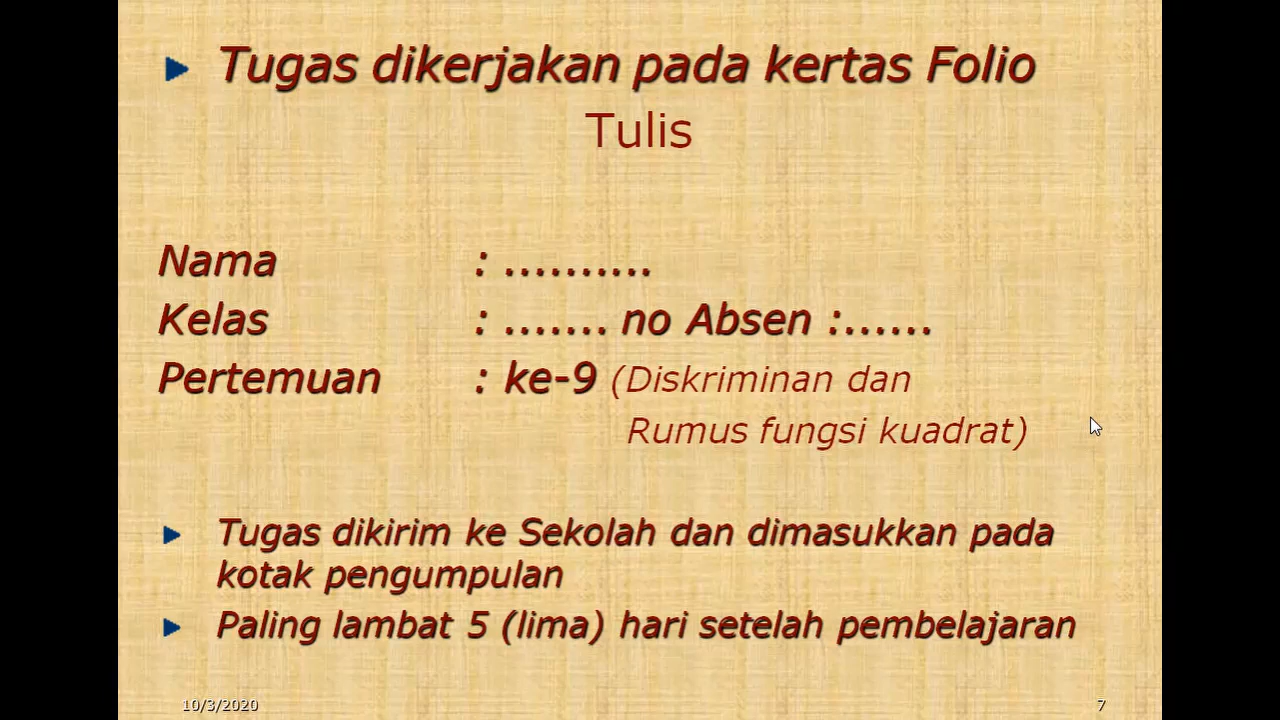 Tugas dikerjakan pada kertas Folio
Tulis
Nama : ..........
Kelas : ....... no Absen :......
Pertemuan : ke-9 (Diskriminan dan
Rumus fungsi kuadrat)
Tugas dikirim ke Sekolah dan dimasukkan pada
kotak pengumpulan
Paling lambat 5 (lima) hari setelah pembelajaran
10/3/2020 7